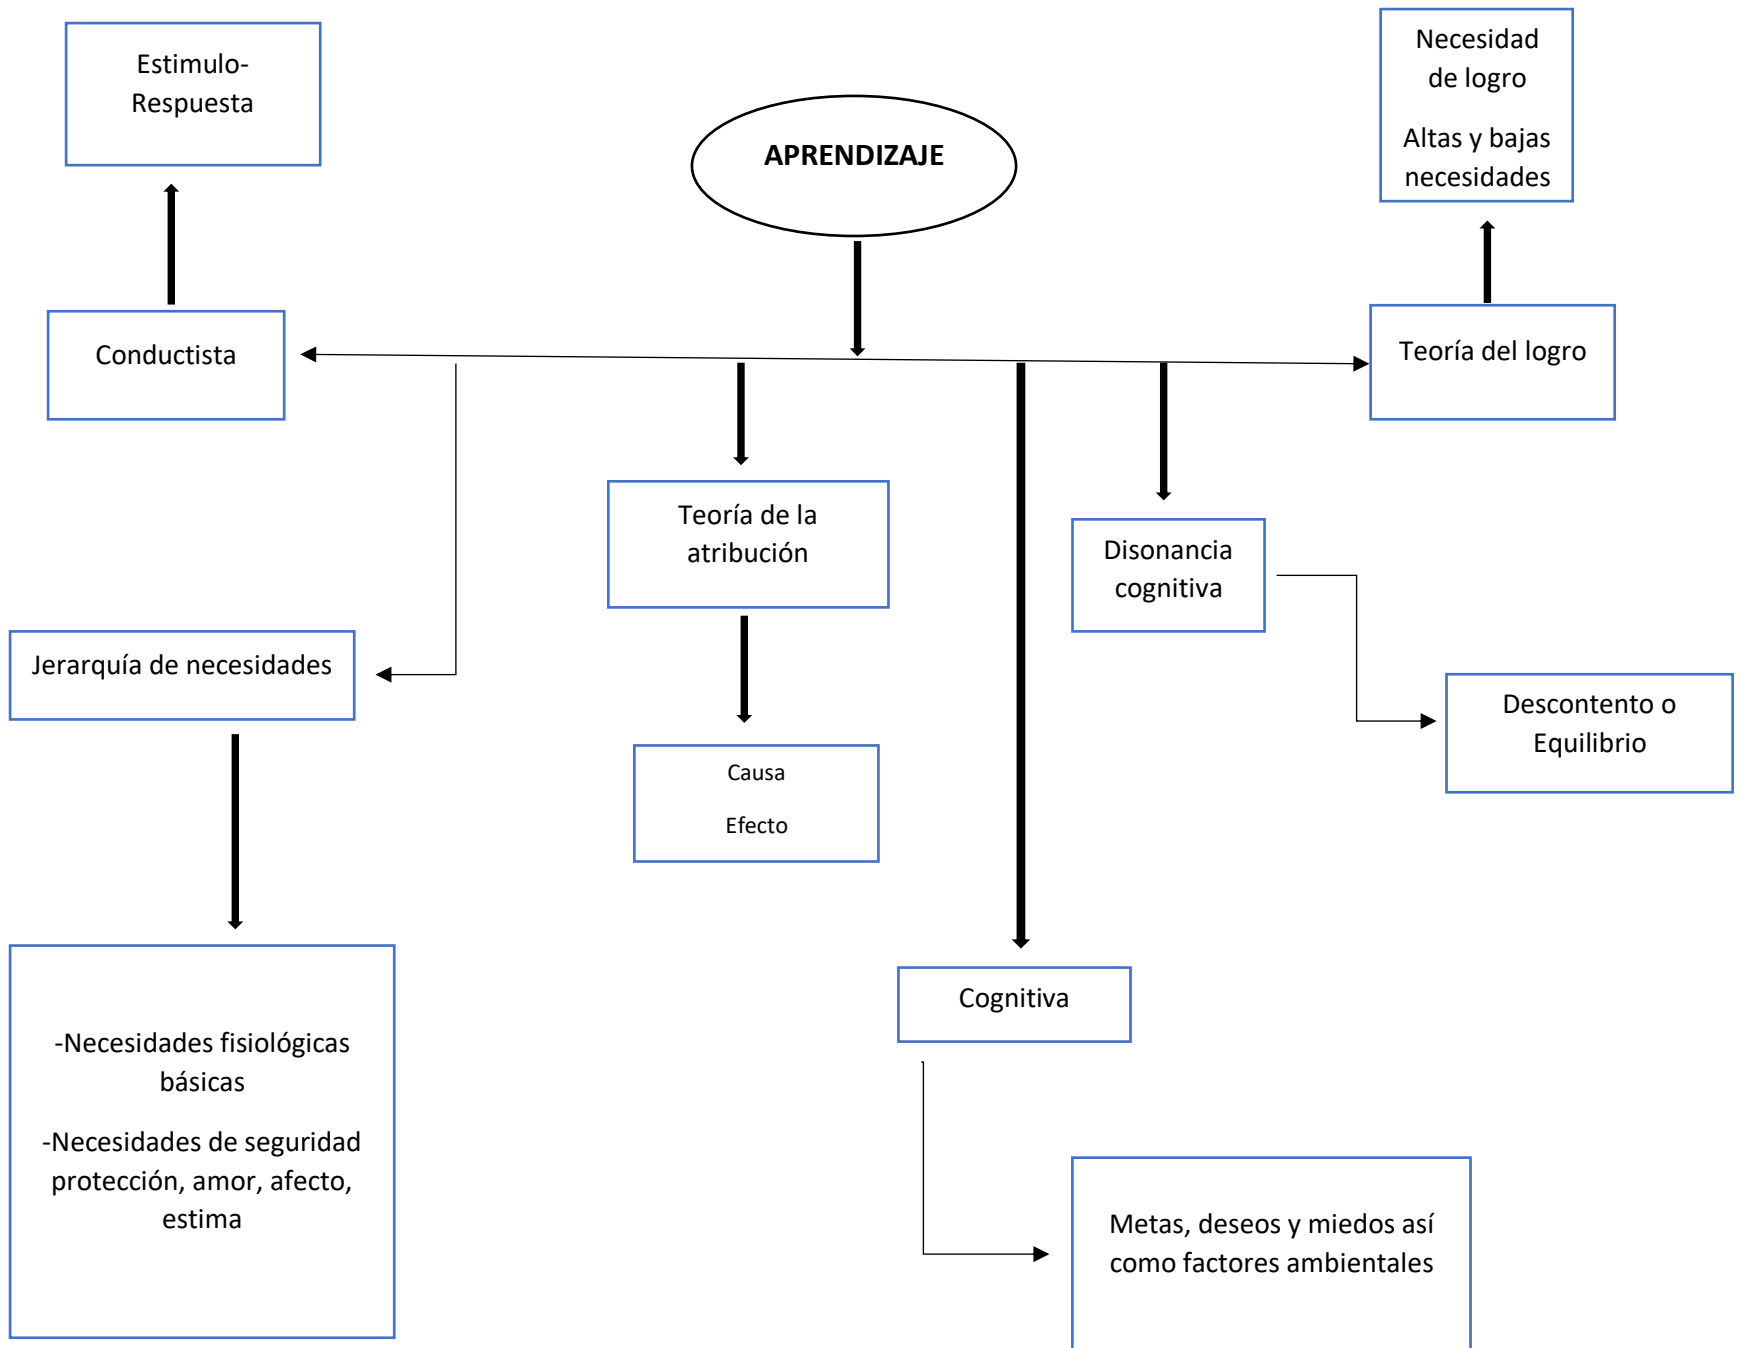 Estimulo-
Respuesta
Necesidad
de logro
Altas y bajas
necesidades
APRENDIZAJE
Conductista
Teoría del logro
Teoría de la
atribución
Disonancia
cognitiva
Jerarquía de necesidades
Descontento o
Equilibrio
Causa
Efecto
Cognitiva
-Necesidades fisiológicas
básicas
-Necesidades de seguridad
protección, amor, afecto,
estima
Metas, deseos y miedos así
como factores ambientales